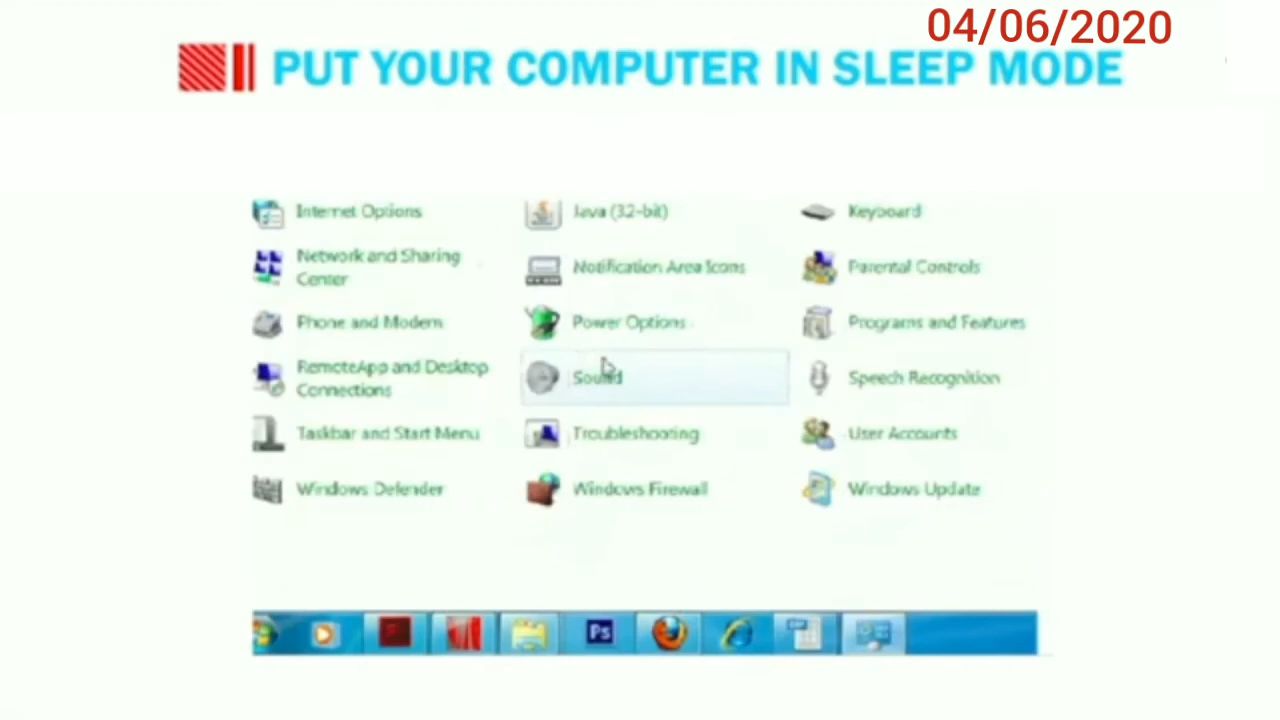 04/06/2020
PUT YOUR COMPUTER IN SLEEP MODE
Internet Options
Java (32-bit)
Keyboard
Network and Sharing
Center
Notification Area Icons
Parental Controls
Phone and Modem
Power Options
Programs and Features
RemoteApp and Desktop
Connections
Sound
Speech Recognition
Taskbar and Start Menu
Troubleshooting
User Accounts
Windows Defender
Windows Firewall
Windows Update
Ps